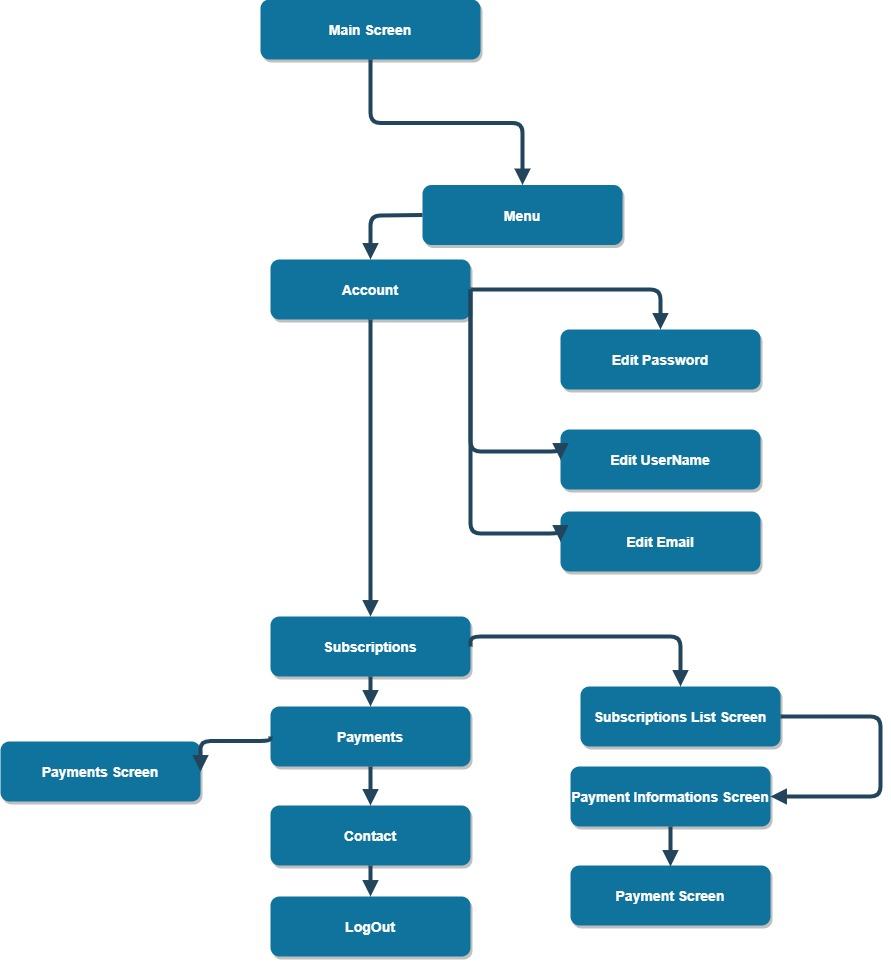 Main Screen
Menu
Account
Edit Password
Edit UserName
Edit Email
Subscriptions
Subscriptions List Screen
Payments
Payments Screen
Payment Informations Screen
Contact
Payment Screen
LogOut